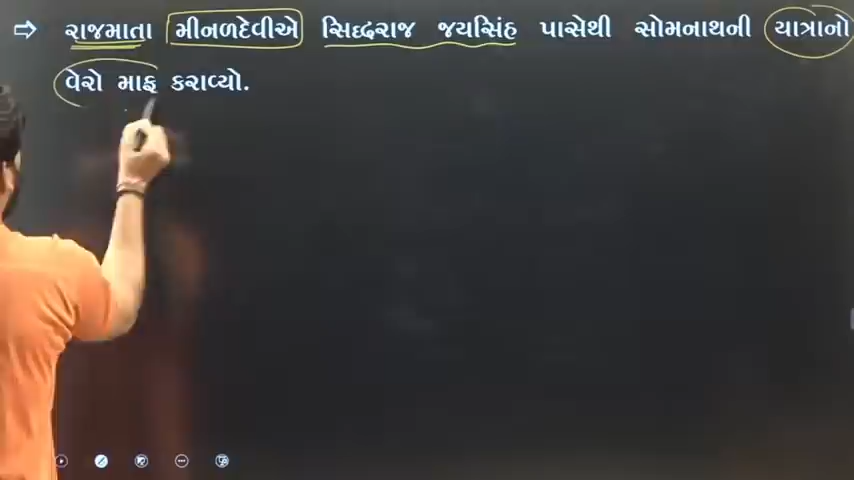 ⇨ રાજમાતા મીનળદેવીએ સિદ્ધરાજ જયસિંહ પાસેથી સોમનાથની યાત્રાનો
વેરો માફ કરાવ્યો.